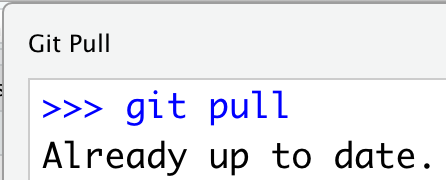 Git Pull
>>> git pull
Already up to date.